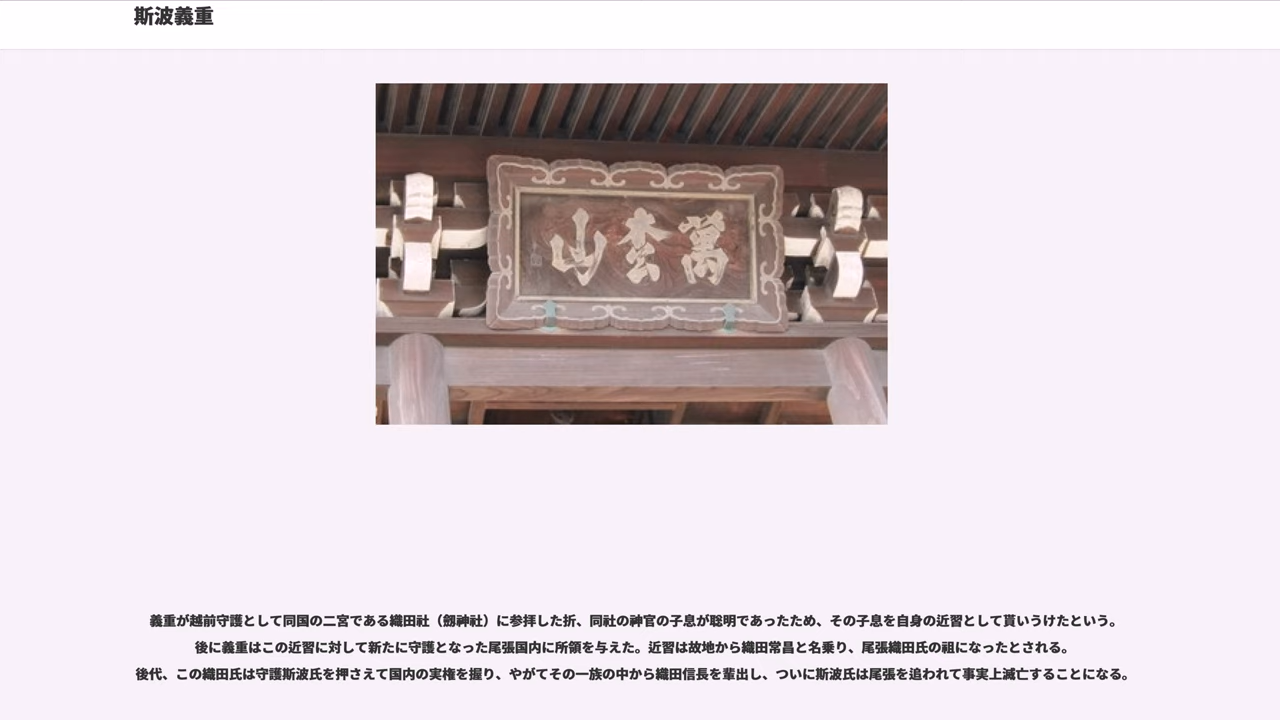 斯波義重
萬松山
義重が越前守護として同国の二宮である織田社（劔神社）に参拝した折、同社の神官の子息が聡明であったため、その子息を自身の近習として貰いうけたという。
後に義重はこの近習に対して新たに守護となった尾張国内に所領を与えた。近習は故地から織田常昌と名乗り、尾張織田氏の祖になったとされる。
後代、この織田氏は守護斯波氏を押さえて国内の実権を握り、やがてその一族の中から織田信長を輩出し、ついに斯波氏は尾張を追われて事実上滅亡することになる。